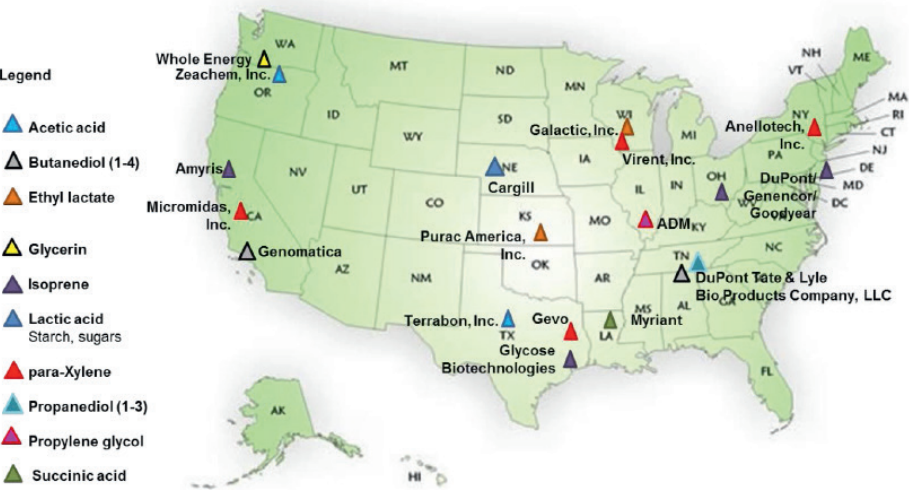 Legend
Acetic acid
Butanediol (1-4)
Ethyl lactate
Glycerin
Isoprene
Lactic acid
Starch, sugars
para-Xylene
Propanediol (1-3)
Propylene glycol
Succinic acid
WA
Whole Energy
Zeachem, Inc.
OR
MT
ID
WY
ND
SD
MN
WI
Galactic, Inc.
Virent, Inc.
MI
NH
VT
ME
NY
MA
RI
CT
NJ
DE
MD
DC
Anellotech,
Inc.
PA
DuPont/
Genencor/
Goodyear
Amyris
NV
UT
CO
NE
Cargill
IA
IL
IN
OH
WV
VA
Micromidas,
Inc.
CA
Genomatica
AZ
NM
KS
Purac America,
Inc.
OK
MO
ADM
KY
AR
TN
NC
SC
DuPont Tate & Lyle
Bio Products Company, LLC
MS
AL
GA
Terrabon, Inc.
TX
Gevo
Glycose
Biotechnologies
LA
Myriant
FL
AK
HI